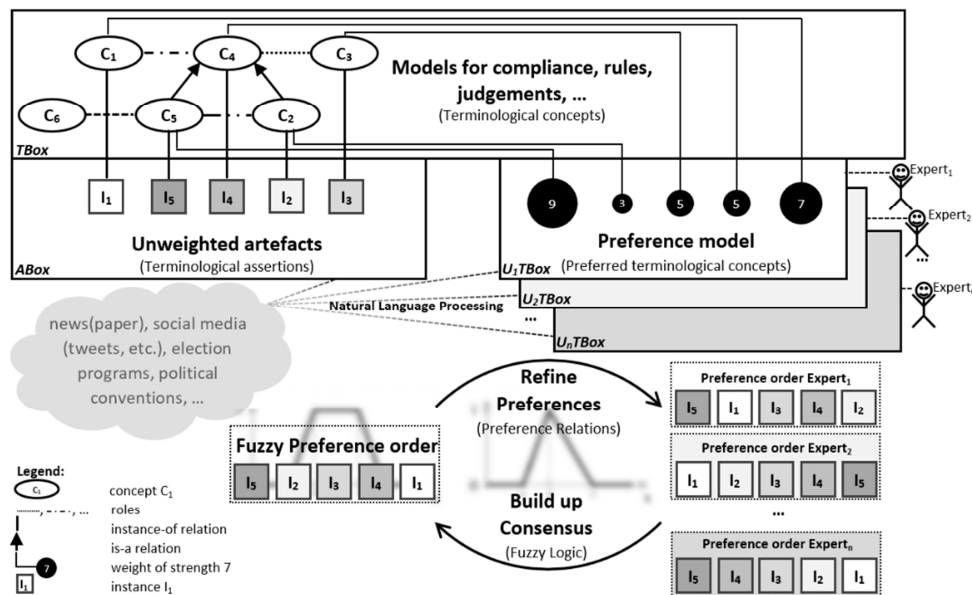 C1
C4
C3
Models for compliance, rules,
judgements, ...
(Terminological concepts)
C6
C5
C2
TBox
I1
I5
I4
I2
I3
9
3
5
5
7
Expert1
Expert2
...
Expert
Unweighted artefacts
(Terminological assertions)
ABox
Preference model
(Preferred terminological concepts)
U1TBox
U2TBox
...
UnTBox
Natural Language Processing
news(paper), social media
(tweets, etc.), election
programs, political
conventions, ...
Refine
Preferences
(Preference Relations)
Build up
Consensus
(Fuzzy Logic)
Fuzzy Preference order
I5 I2 I3 I4 I1
Preference order Expert1
I5 I1 I3 I4 I2
Preference order Expert2
I1 I2 I3 I4 I5
...
Preference order Expertn
I5 I4 I3 I2 I1
Legend:
C1 concept C1
, , ... roles
instance-of relation
is-a relation
7 weight of strength 7
I1 instance I1